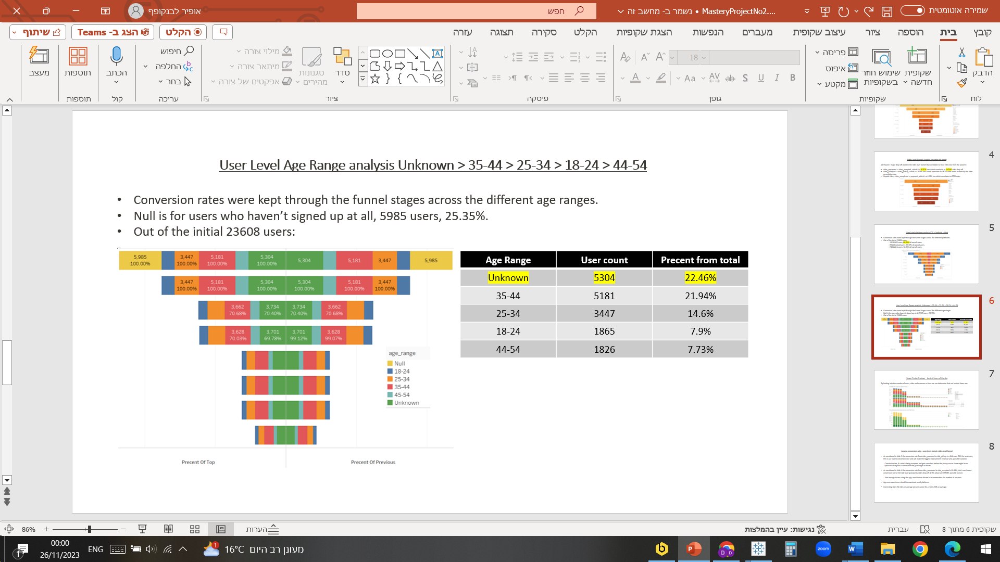 שמירה אוטומטית
MasteryProjectNo2.... • נשמר ב- מחשב זה
חפש
אופיר לבנקופף
קובץ
בית
הוספה
ציור
עיצוב שקופית
מעברים
הנפשות
הצגת שקופיות
הקלט
סקירה
תצוגה
עזרה
הקלט
הצג ב- Teams
שיתוף
הדבק
לוח
שקופית חדשה
שימוש חוזר בשקופיות
פריסה
איפוס
מקטע
שקופיות
18
גופן
פיסקה
סדר
סגנונות מהירים
מילוי צורה
מיתאר צורה
אפקטים של צורה
ציור
חיפוש
החלפה
בחר
עריכה
הכתב
קול
תוספות
תוספות
מעצב
User Level Age Range analysis Unknown > 35-44 > 25-34 > 18-24 > 44-54
• Conversion rates were kept through the funnel stages across the different age ranges.
• Null is for users who haven’t signed up at all, 5985 users, 25.35%.
• Out of the initial 23608 users:
5,985 3,447 5,181 5,304 5,304 5,181 3,447 5,985
100.00% 100.00% 100.00% 100.00%
3,447 5,181 5,304 5,304 5,181 3,447
100.00% 100.00% 100.00% 100.00% 100.00% 100.00%
3,662 3,734 3,734 3,662
70.68% 70.40% 70.40% 70.68%
3,628 3,701 3,701 3,628
70.03% 69.78% 99.12% 99.07%
age_range
Null
18-24
25-34
35-44
45-54
Unknown
Precent Of Top
Precent Of Previous
Age Range User count Precent from total
Unknown 5304 22.46%
35-44 5181 21.94%
25-34 3447 14.6%
18-24 1865 7.9%
44-54 1826 7.73%
4
5
6
7
8
שקופית 6 מתוך 8
עברית
נגישות: עיין בהמלצות
הערות
86%
16°C מעונן רב היום
ENG
00:00
26/11/2023